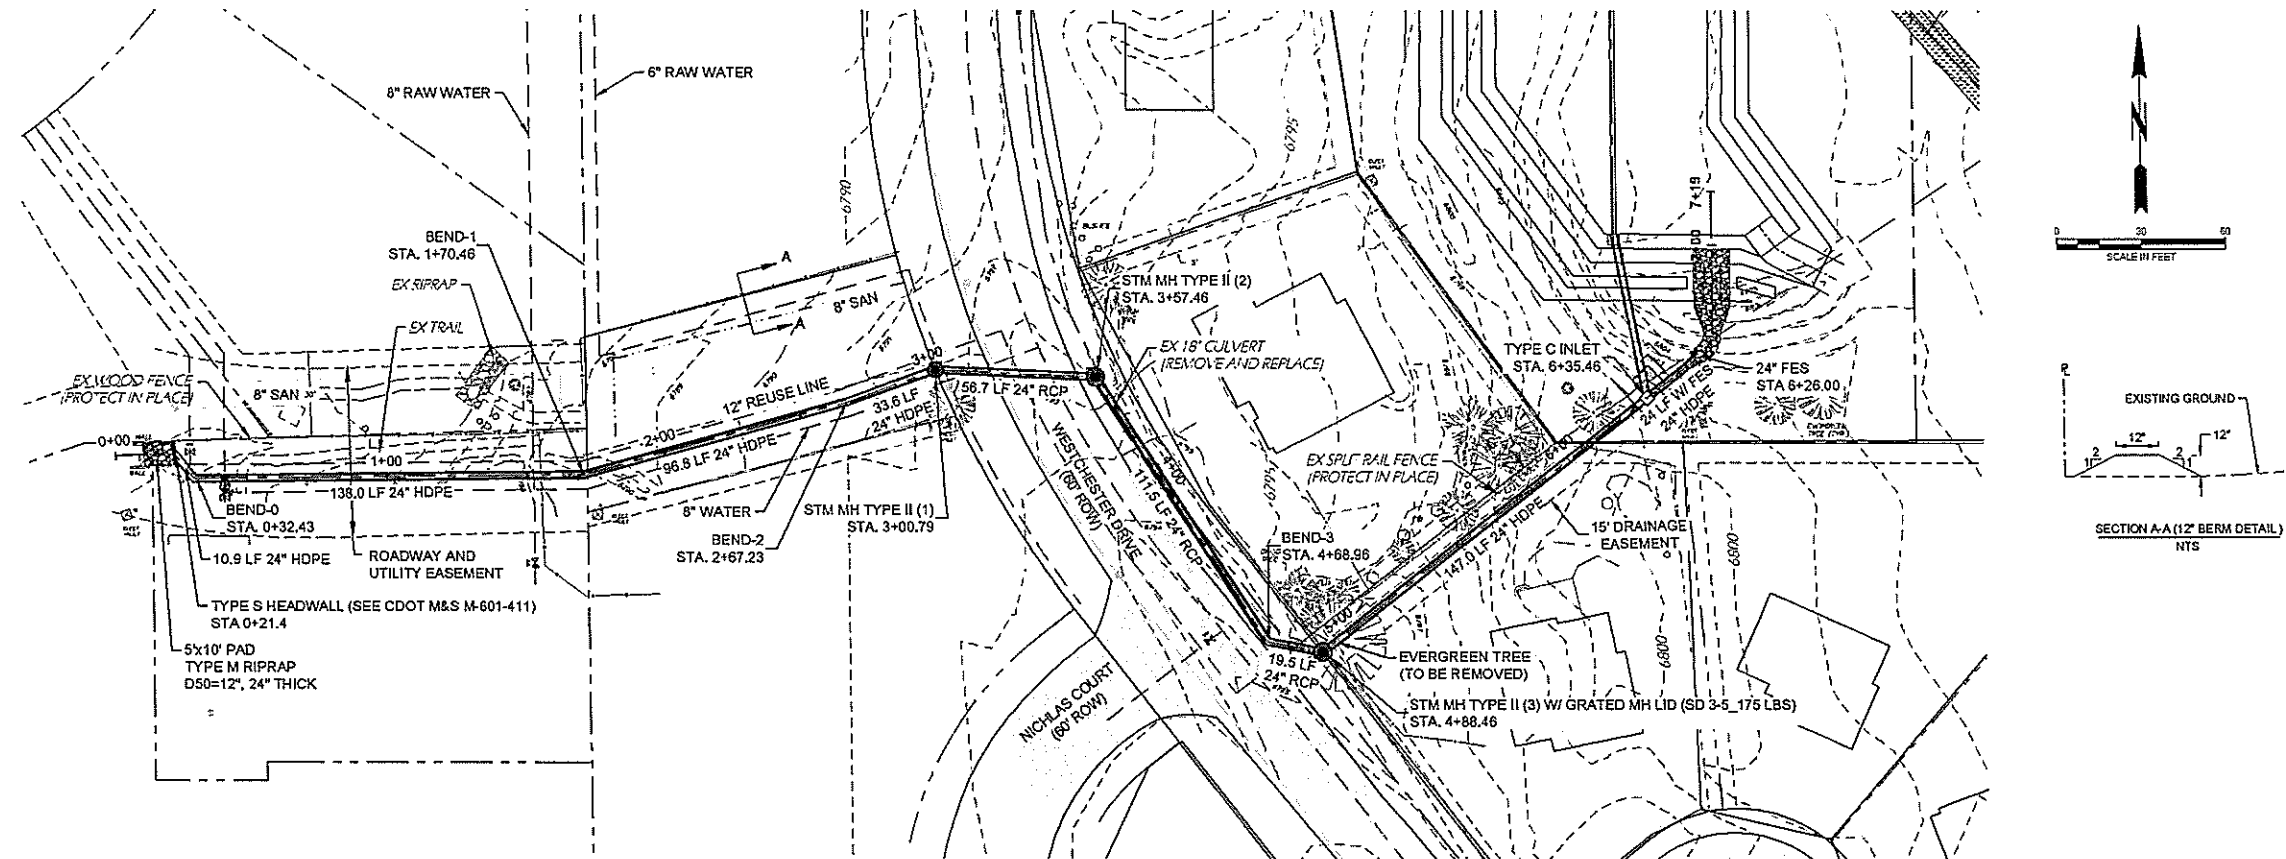 6" RAW WATER
8" RAW WATER
BEND-1
STA. 1+70.46
EX RIPRAP
EX TRAIL
EX WOOD FENCE
(PROTECT IN PLACE)
8" SAN
0+00
1+00
138.0 LF 24" HDPE
BEND-0
STA. 0+32.43
10.9 LF 24" HDPE
ROADWAY AND
UTILITY EASEMENT
TYPE S HEADWALL (SEE CDOT M&S M-601-411)
STA 0+21.4
5'x10' PAD
TYPE M RIPRAP
D50=12", 24" THICK
6790
A
A
8" SAN
12" REUSE LINE
2+00
3+00
96.8 LF 24" HDPE
33.6 LF
24" HDPE
8" WATER
BEND-2
STA. 2+67.23
STM MH TYPE II (1)
STA. 3+00.79
56.7 LF 24" RCP
STM MH TYPE II (2)
STA. 3+57.46
EX 18' CULVERT
(REMOVE AND REPLACE)
WESTCHESTER DRIVE
(60' ROW)
4+00
111.5 LF 24" RCP
NICHLAS COURT
(60' ROW)
6795
6795
BEND-3
STA. 4+68.96
19.5 LF
24" RCP
5+00
EX SPLIT RAIL FENCE
(PROTECT IN PLACE)
147.0 LF 24" HDPE
6+00
15' DRAINAGE
EASEMENT
EVERGREEN TREE
(TO BE REMOVED)
STM MH TYPE II (3) W/ GRATED MH LID (SD 3-5_175 LBS)
STA. 4+88.46
TYPE C INLET
STA. 6+35.46
24 LF W/ FES
24" HDPE
24" FES
STA 6+26.00
7+19
6800
6800
N
0 30 60
SCALE IN FEET
EXISTING GROUND
12"
12"
2
1
2
1
SECTION A-A (12" BERM DETAIL)
NTS